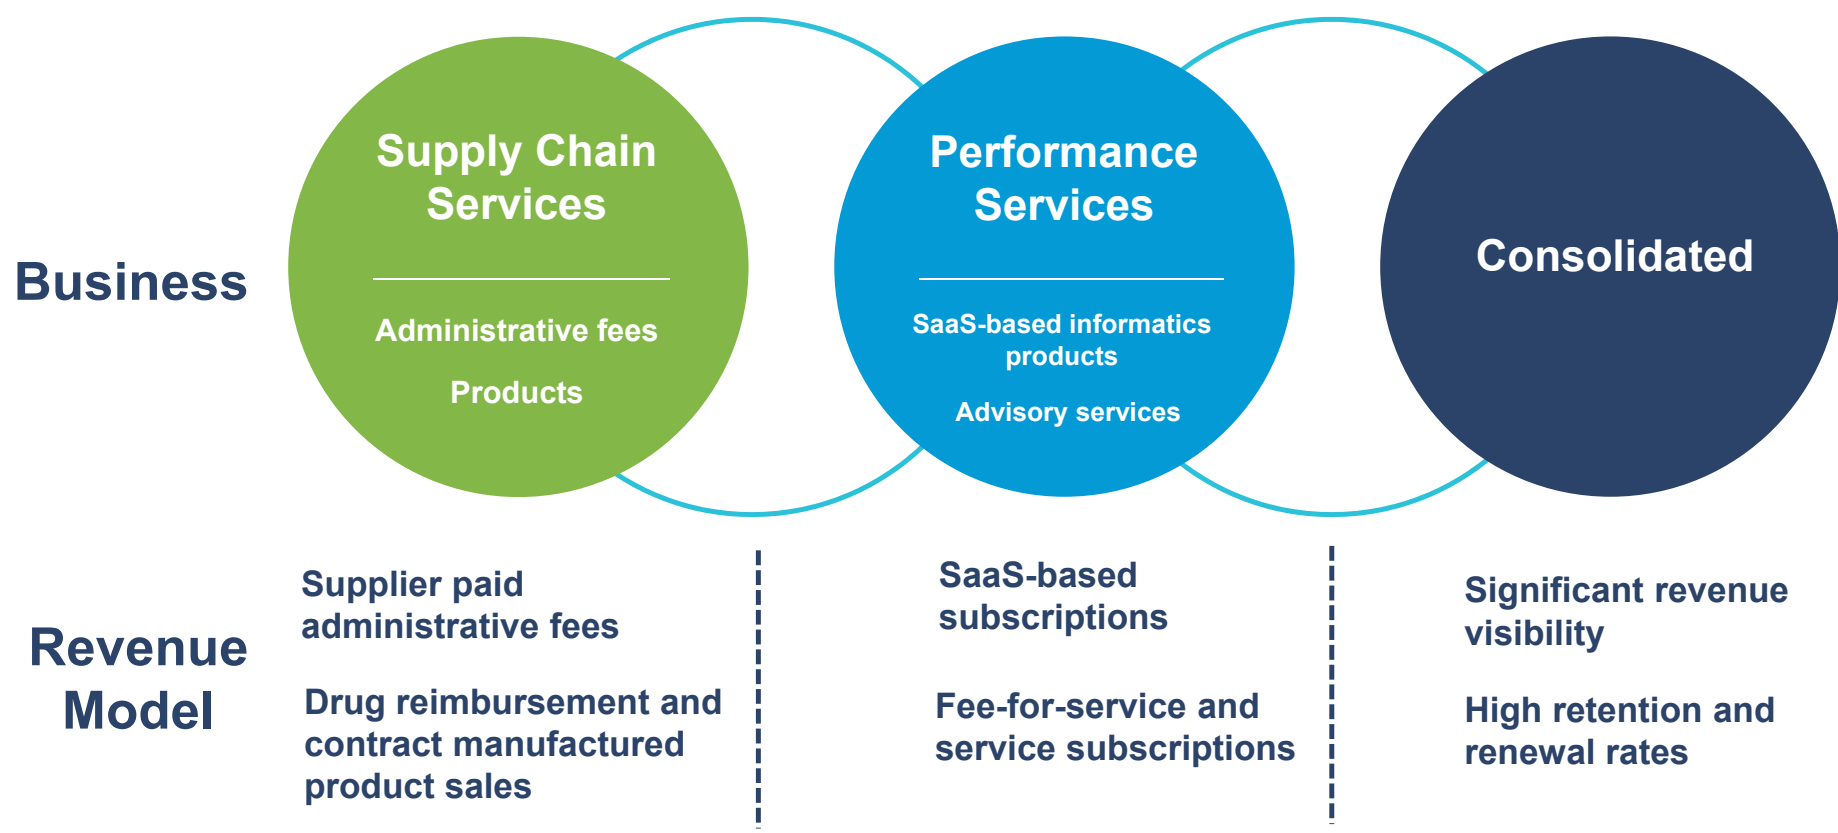 Business
Supply Chain
Services
Administrative fees
Products
Performance
Services
SaaS-based informatics
products
Advisory services
Consolidated
Revenue
Model
Supplier paid
administrative fees
Drug reimbursement and
contract manufactured
product sales
SaaS-based
subscriptions
Fee-for-service and
service subscriptions
Significant revenue
visibility
High retention and
renewal rates